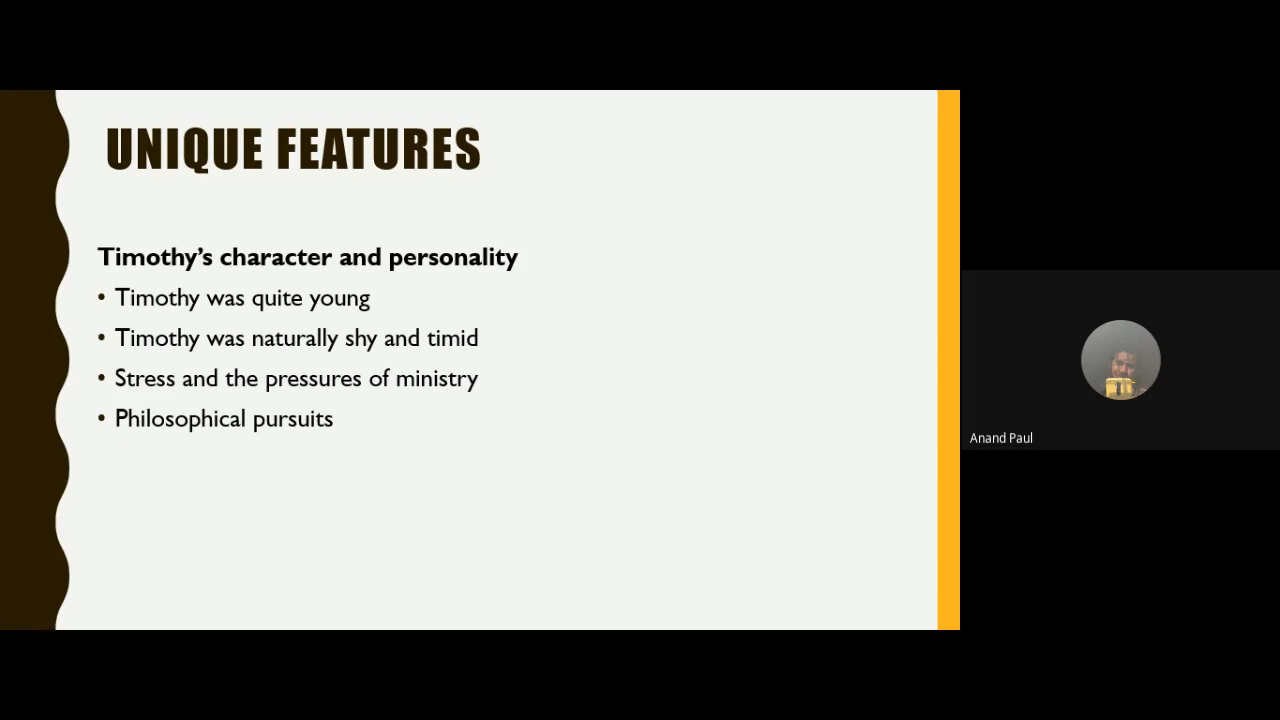 UNIQUE FEATURES
Timothy’s character and personality
• Timothy was quite young
• Timothy was naturally shy and timid
• Stress and the pressures of ministry
• Philosophical pursuits
Anand Paul